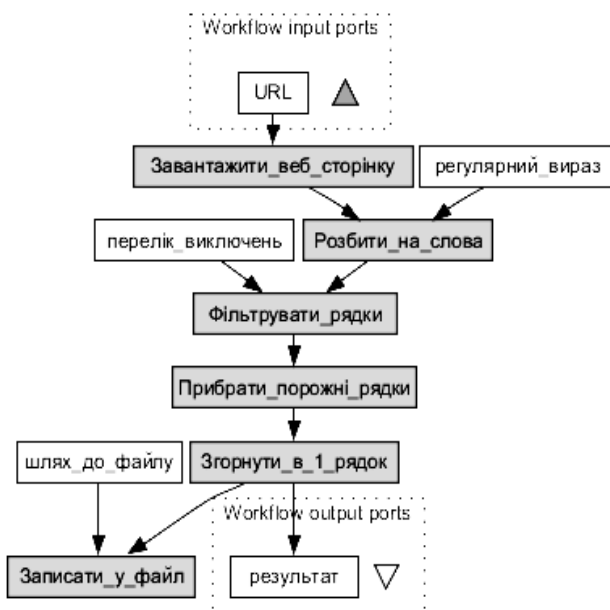 Workflow input ports
URL
Завантажити_веб_сторінку
регулярний_вираз
перелік_виключень
Розбити_на_слова
Фільтрувати_рядки
Прибрати_порожні_рядки
шлях_до_файлу
Згорнути_в_1_рядок
Workflow output ports
Записати_у_файл
результат